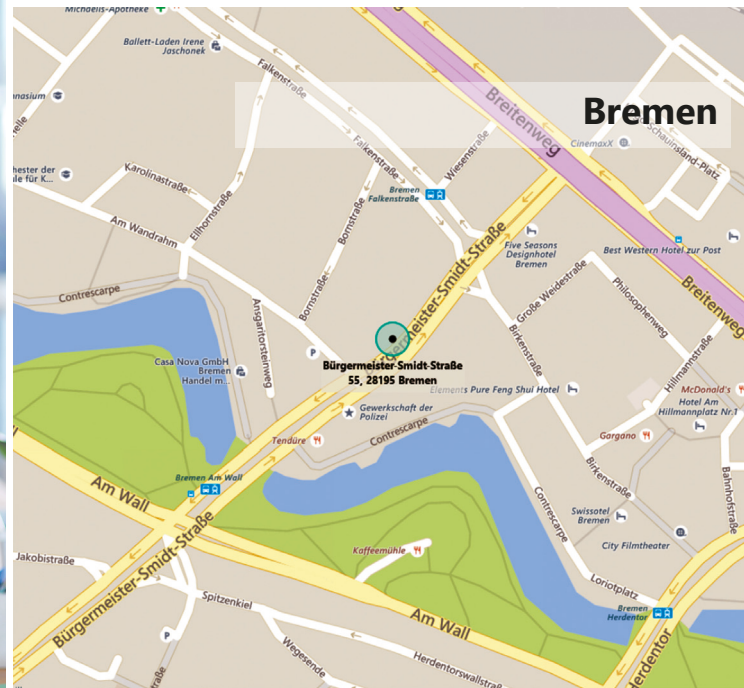 Michaelis-Apotheke
Ballett-Laden Irene
Jaschonek
Falkenstraße
Breitenweg
Bremen
CinemaxX
Schauinsland-Platz
Karolinastraße
Falkenstraße
Wiesenstraße
Bremen
Falkenstraße
Ellhornstraße
Bornstraße
Am Wandrahm
Five Seasons
Designhotel
Bremen
Best Western Hotel zur Post
Große Weidestraße
Philosophenweg
Breitenweg
Contrescarpe
Ansgaritorsteinweg
Bornstraße
P
Bürgermeister-Smidt-Straße
Birkenstraße
Hillmannstraße
Casa Nova GmbH
Bremen
Handel m...
Bürgermeister-Smidt-Straße
55, 28195 Bremen
Elements Pure Feng Shui Hotel
McDonald's
Hotel Am
Hillmannplatz Nr.1
Gewerkschaft der
Polizei
Tendüre
Contrescarpe
Gargano
Birkenstraße
Bahnhofstraße
Bremen Am Wall
Am Wall
Contrescarpe
Swissotel
Bremen
City Filmtheater
Kaffeemühle
Jakobistraße
Bürgermeister-Smidt-Straße
Loriotplatz
Spitzenkiel
Bremen
Herdentor
Am Wall
P
Wegesende
Herdentorswallstraße
Herdentor